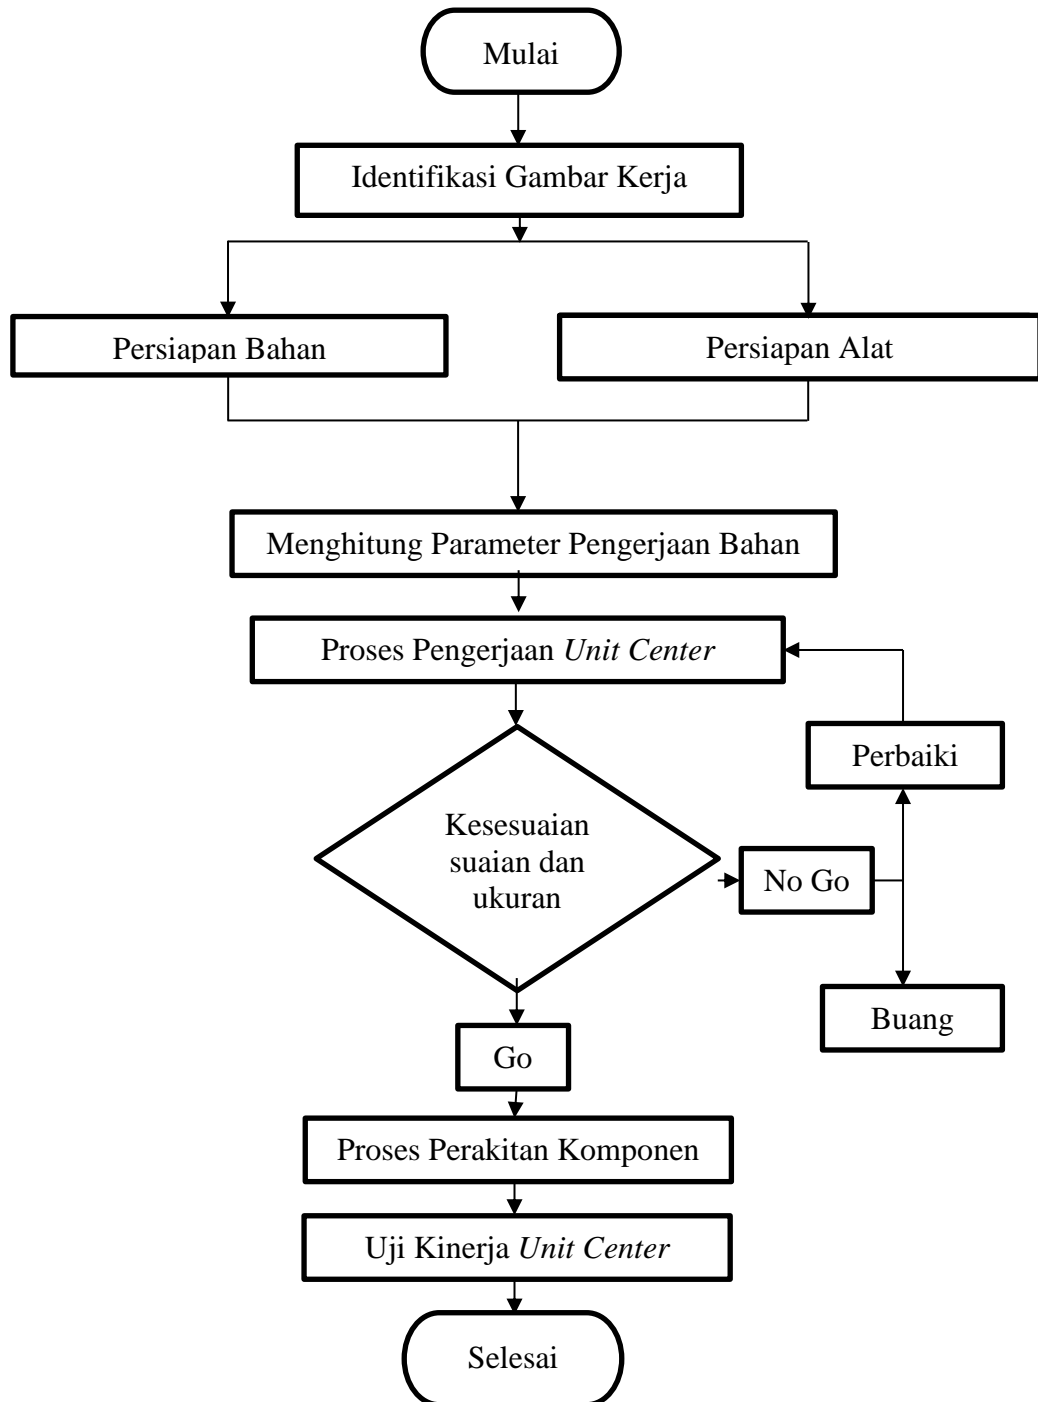 Mulai
Identifikasi Gambar Kerja
Persiapan Bahan
Persiapan Alat
Menghitung Parameter Pengerjaan Bahan
Proses Pengerjaan Unit Center
Perbaiki
Kesesuaian
suaian dan
ukuran
No Go
Buang
Go
Proses Perakitan Komponen
Uji Kinerja Unit Center
Selesai